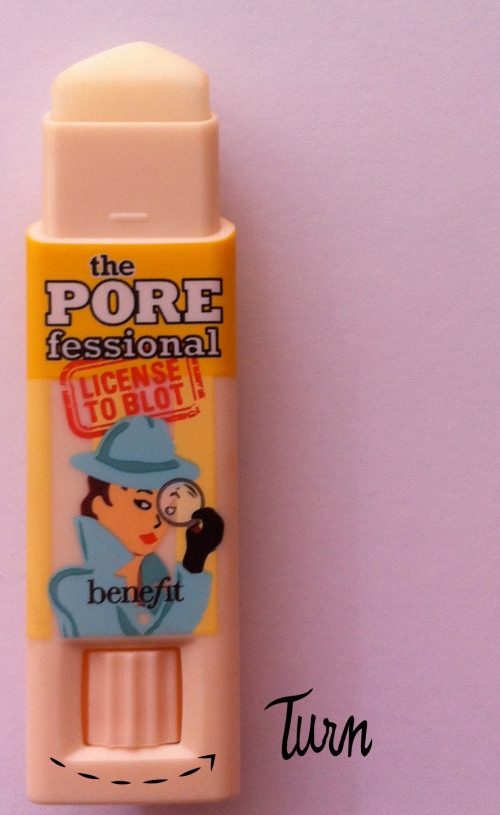 the
PORE
fessional
LICENSE
TO BLOT
benefit
Turn